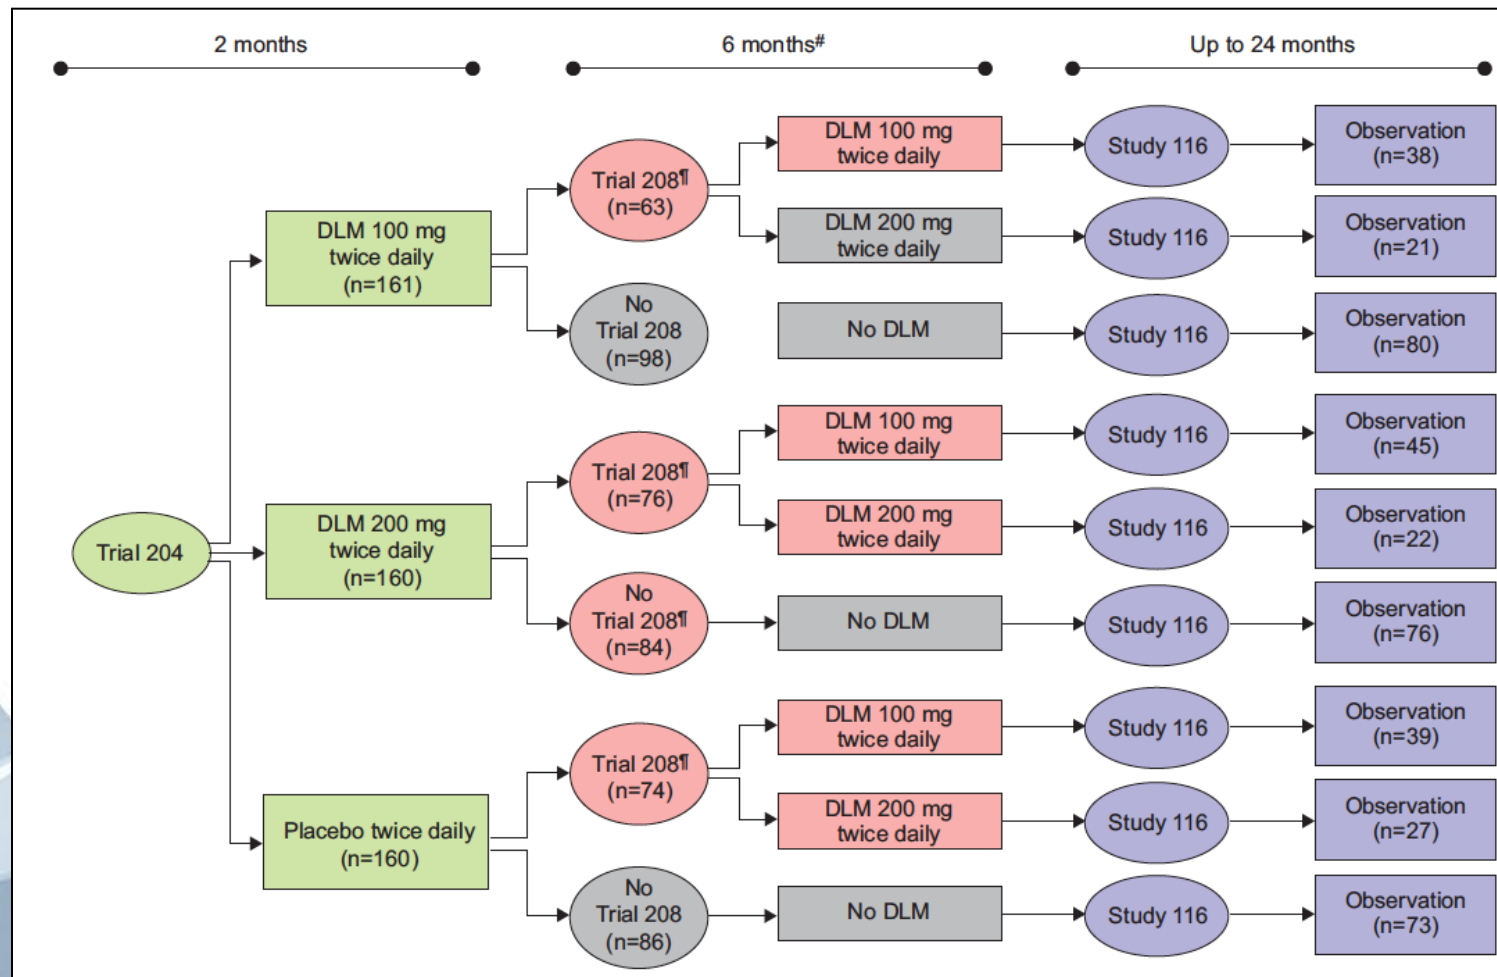 2 months
6 months#
Up to 24 months
Trial 204
DLM 100 mg
twice daily
(n=161)
Trial 208¶
(n=63)
DLM 100 mg
twice daily
Study 116
Observation
(n=38)
DLM 200 mg
twice daily
Study 116
Observation
(n=21)
No
Trial 208
(n=98)
No DLM
Study 116
Observation
(n=80)
DLM 200 mg
twice daily
(n=160)
Trial 208¶
(n=76)
DLM 100 mg
twice daily
Study 116
Observation
(n=45)
DLM 200 mg
twice daily
Study 116
Observation
(n=22)
No
Trial 208¶
(n=84)
No DLM
Study 116
Observation
(n=76)
Placebo twice daily
(n=160)
Trial 208¶
(n=74)
DLM 100 mg
twice daily
Study 116
Observation
(n=39)
DLM 200 mg
twice daily
Study 116
Observation
(n=27)
No
Trial 208
(n=86)
No DLM
Study 116
Observation
(n=73)